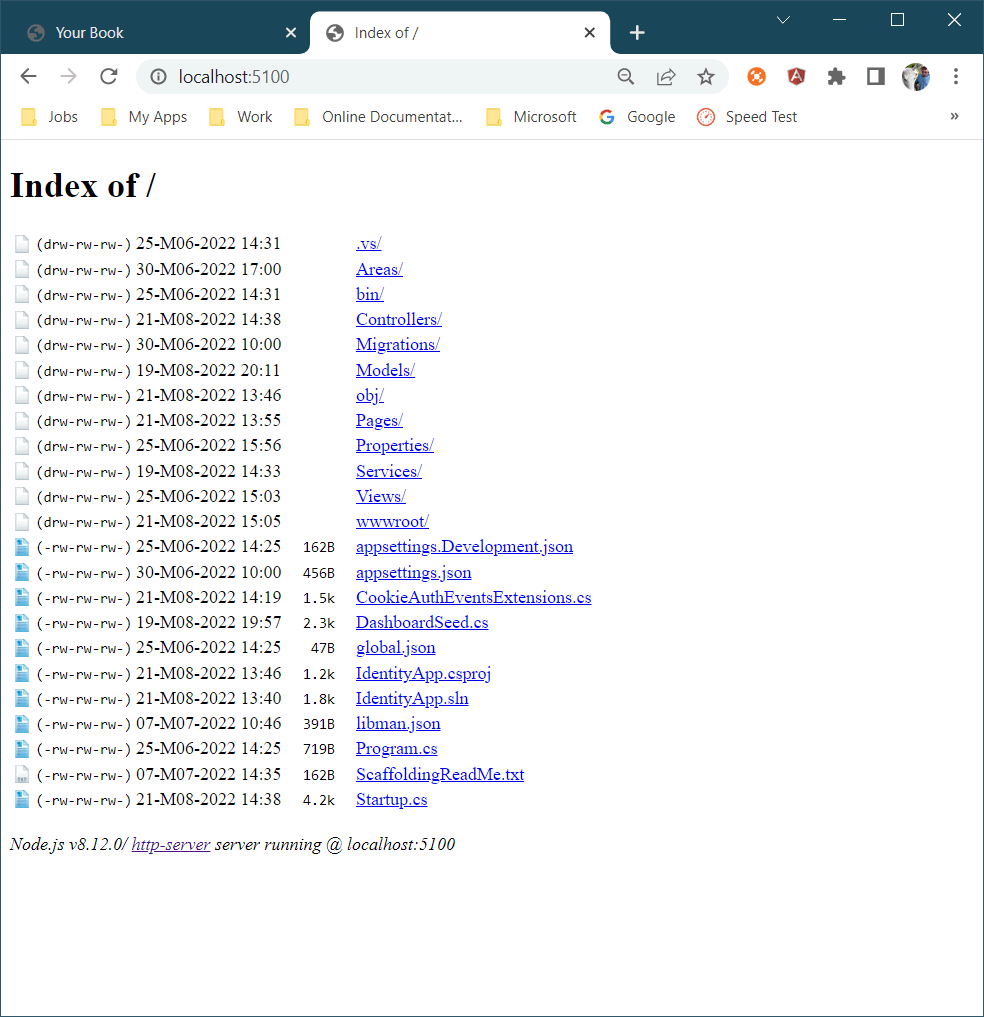 Your Book
Index of /
localhost:5100
Jobs My Apps Work Online Documentat... Microsoft Google Speed Test »
Index of /
(drw-rw-rw-) 25-M06-2022 14:31 .vs/
(drw-rw-rw-) 30-M06-2022 17:00 Areas/
(drw-rw-rw-) 25-M06-2022 14:31 bin/
(drw-rw-rw-) 21-M08-2022 14:38 Controllers/
(drw-rw-rw-) 30-M06-2022 10:00 Migrations/
(drw-rw-rw-) 19-M08-2022 20:11 Models/
(drw-rw-rw-) 21-M08-2022 13:46 obj/
(drw-rw-rw-) 21-M08-2022 13:55 Pages/
(drw-rw-rw-) 25-M06-2022 15:56 Properties/
(drw-rw-rw-) 19-M08-2022 14:33 Services/
(drw-rw-rw-) 25-M06-2022 15:03 Views/
(drw-rw-rw-) 21-M08-2022 15:05 wwwroot/
(-rw-rw-rw-) 25-M06-2022 14:25 162B appsettings.Development.json
(-rw-rw-rw-) 30-M06-2022 10:00 456B appsettings.json
(-rw-rw-rw-) 21-M08-2022 14:19 1.5k CookieAuthEventsExtensions.cs
(-rw-rw-rw-) 19-M08-2022 19:57 2.3k DashboardSeed.cs
(-rw-rw-rw-) 25-M06-2022 14:25 47B global.json
(-rw-rw-rw-) 21-M08-2022 13:46 1.2k IdentityApp.csproj
(-rw-rw-rw-) 21-M08-2022 13:40 1.8k IdentityApp.sln
(-rw-rw-rw-) 07-M07-2022 10:46 391B libman.json
(-rw-rw-rw-) 25-M06-2022 14:25 719B Program.cs
(-rw-rw-rw-) 07-M07-2022 14:35 162B ScaffoldingReadMe.txt
(-rw-rw-rw-) 21-M08-2022 14:38 4.2k Startup.cs
Node.js v8.12.0/ http-server server running @ localhost:5100